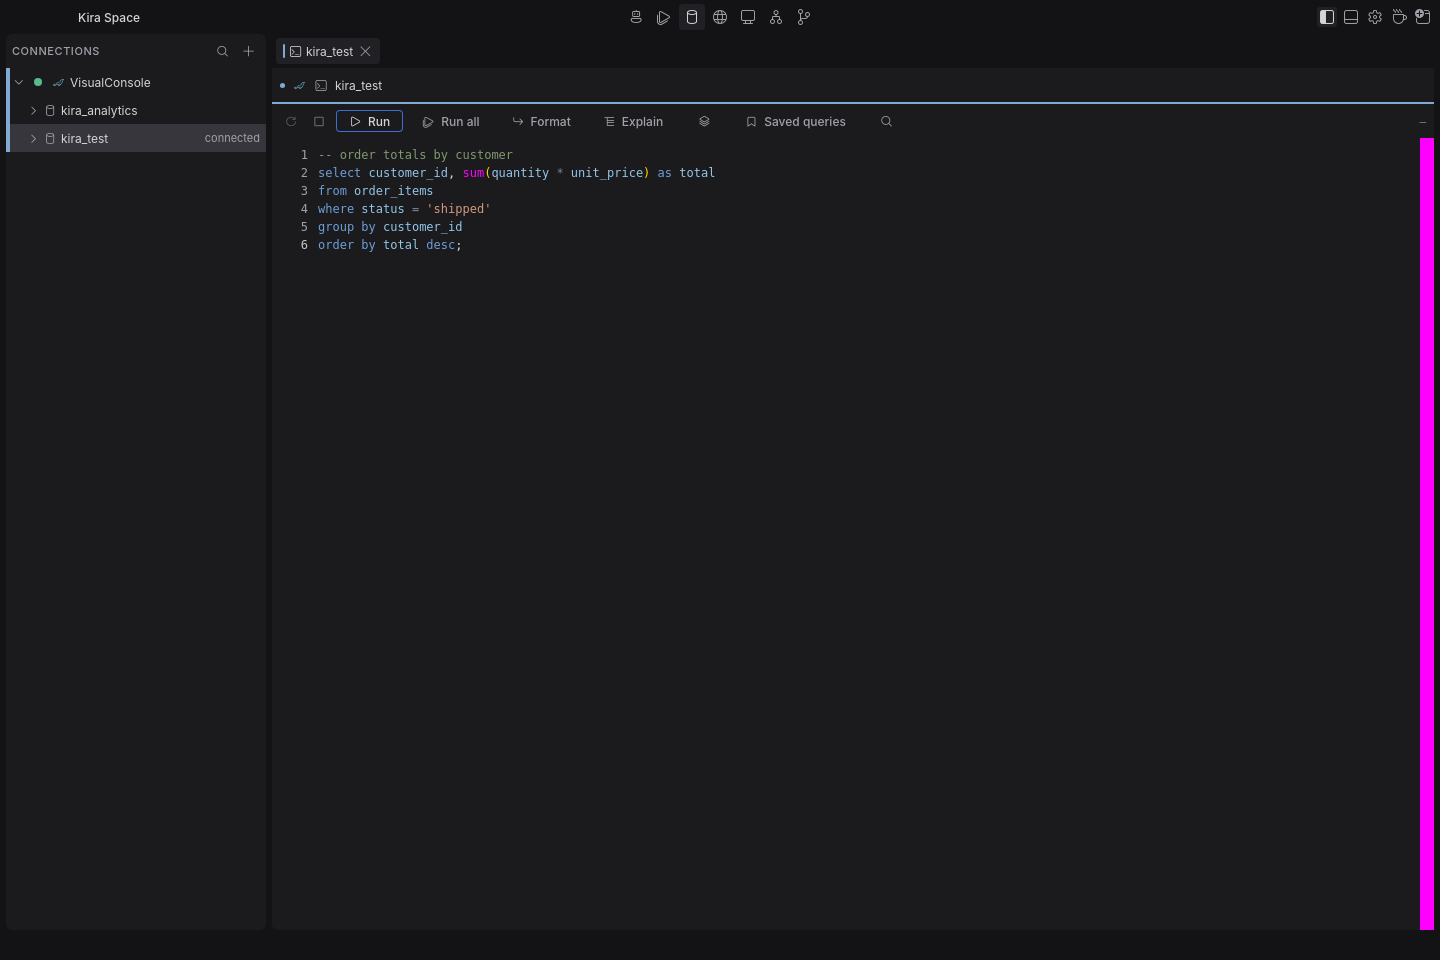 Kira Space
CONNECTIONS
VisualConsole
kira_analytics
kira_test connected
kira_test
kira_test
Run Run all Format Explain Saved queries
1 -- order totals by customer
2 select customer_id, sum(quantity * unit_price) as total
3 from order_items
4 where status = 'shipped'
5 group by customer_id
6 order by total desc;